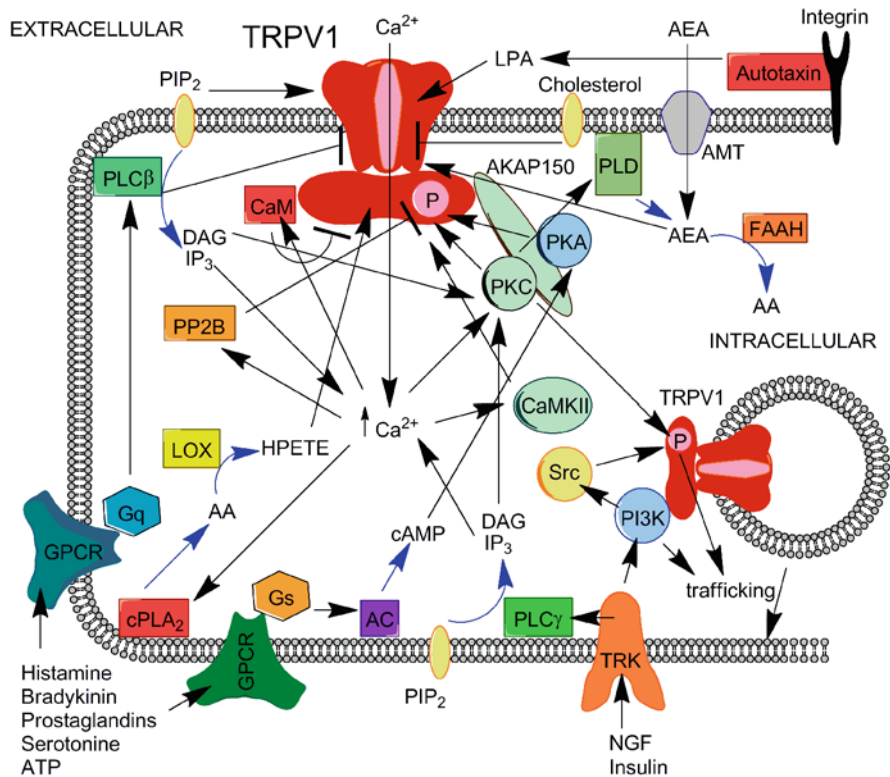 EXTRACELLULAR
TRPV1
Ca2+
AEA
Integrin
LPA
Autotaxin
PIP2
Cholesterol
AMT
PLCβ
AKAP150
PLD
CaM
P
PKA
AEA
FAAH
DAG
IP3
PKC
AA
PP2B
INTRACELLULAR
TRPV1
CaMKII
Ca2+
LOX
HPETE
P
Src
AA
PI3K
Gq
GPCR
cAMP
DAG
IP3
trafficking
Gs
cPLA2
AC
PLCγ
GPCR
TRK
PIP2
Histamine
Bradykinin
Prostaglandins
Serotonine
ATP
NGF
Insulin